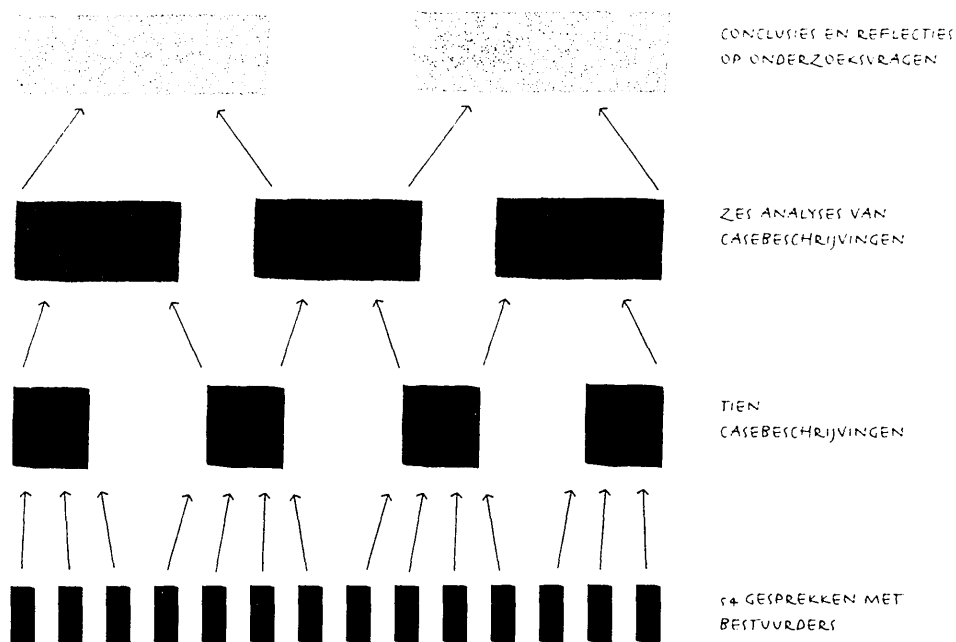 CONCLUSIES EN REFLECTIES
OP ONDERZOEKSVRAGEN
ZES ANALYSES VAN
CASEBESCHRIJVINGEN
TIEN
CASEBESCHRIJVINGEN
54 GESPREKKEN MET
BESTUURDERS